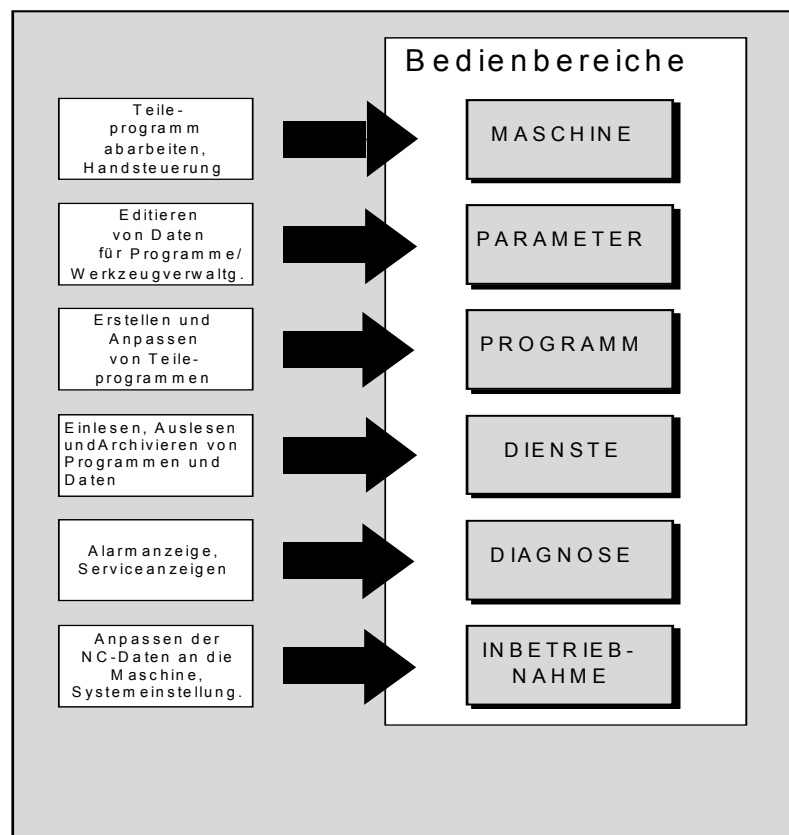 Bedienbereiche
Teile-
programm
abarbeiten,
Handsteuerung
MASCHINE
Editieren
von Daten
für Programme/
Werkzeugverwaltg.
PARAMETER
Erstellen und
Anpassen
von Teile-
programmen
PROGRAMM
Einlesen, Auslesen
undArchivieren von
Programmen und
Daten
DIENSTE
Alarmanzeige,
Serviceanzeigen
DIAGNOSE
Anpassen der
NC-Daten an die
Maschine,
Systemeinstellung.
INBETRIEB-
NAHME